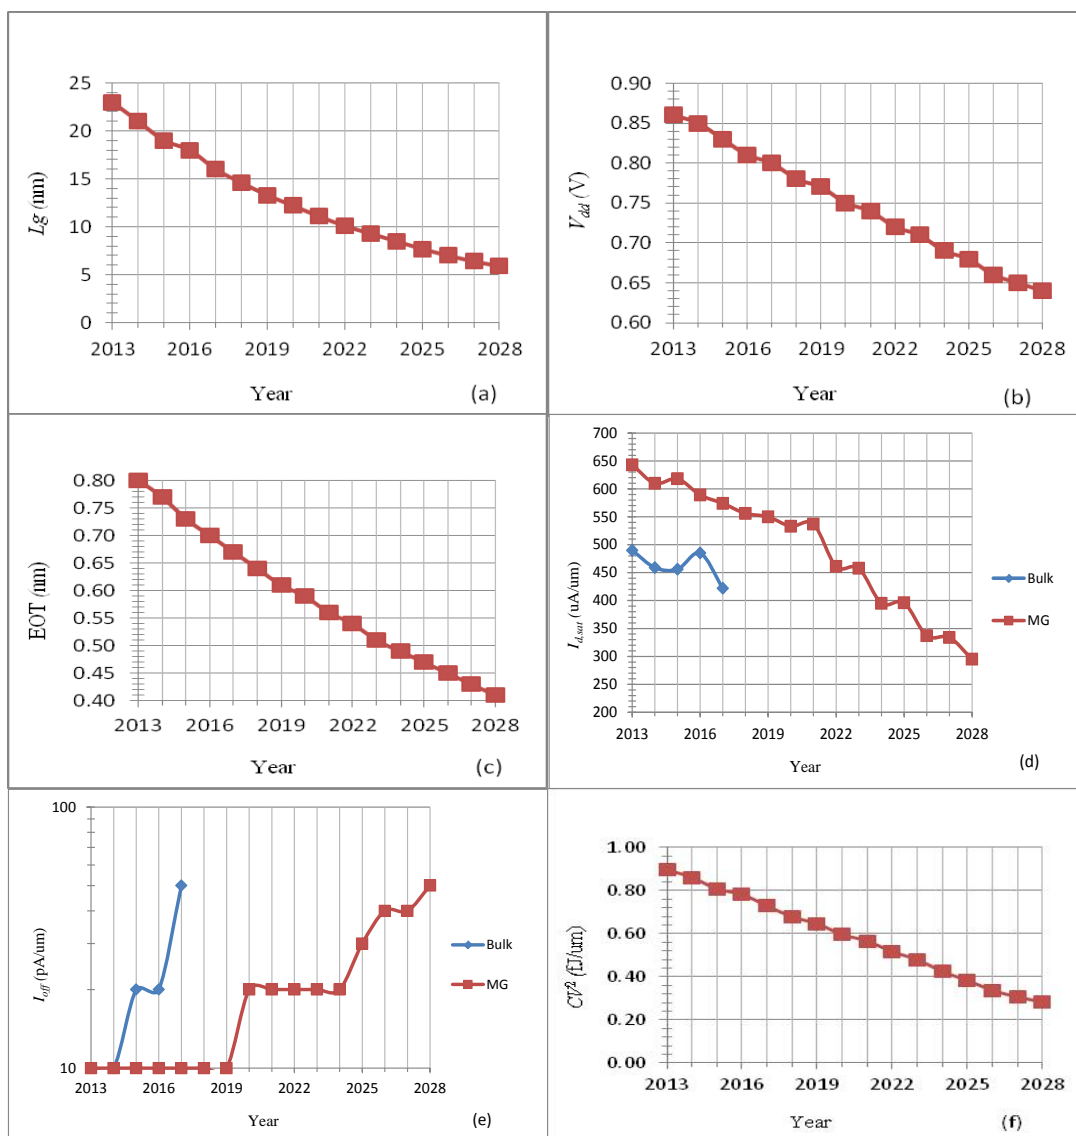 25
20
15
10
5
0
Lg (nm)
2013 2016 2019 2022 2025 2028
Year
(a)
0.90
0.85
0.80
0.75
0.70
0.65
0.60
Vdd (V)
2013 2016 2019 2022 2025 2028
Year
(b)
0.80
0.75
0.70
0.65
0.60
0.55
0.50
0.45
0.40
EOT (nm)
2013 2016 2019 2022 2025 2028
Year
(c)
700
650
600
550
500
450
400
350
300
250
200
Id,sat (uA/um)
2013 2016 2019 2022 2025 2028
Year
Bulk
MG
(d)
100
10
Ioff (pA/um)
2013 2016 2019 2022 2025 2028
Year
Bulk
MG
(e)
1.00
0.80
0.60
0.40
0.20
0.00
CV² (fJ/um)
2013 2016 2019 2022 2025 2028
Year
(f)